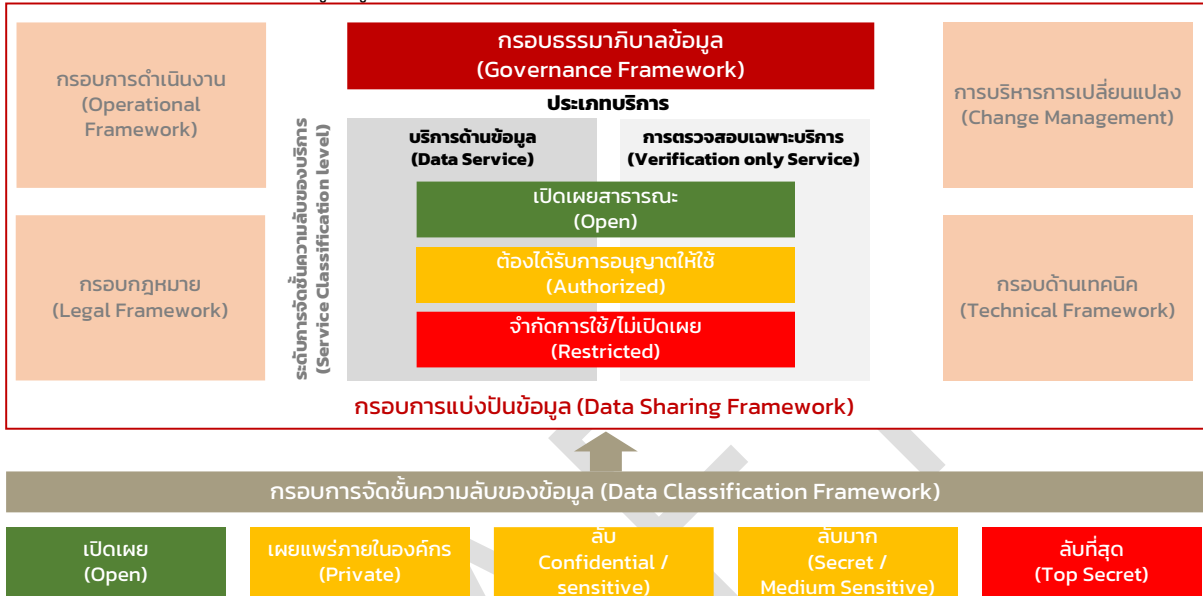 กรอบธรรมาภิบาลข้อมูล
(Governance Framework)
กรอบการดำเนินงาน
(Operational
Framework)
กรอบกฎหมาย
(Legal Framework)
ระดับการจัดชั้นความลับของบริการ
(Service Classification level)
ประเภทบริการ
บริการด้านข้อมูล
(Data Service)
การตรวจสอบเฉพาะบริการ
(Verification only Service)
เปิดเผยสาธารณะ
(Open)
ต้องได้รับการอนุญาตให้ใช้
(Authorized)
จำกัดการใช้/ไม่เปิดเผย
(Restricted)
การบริหารการเปลี่ยนแปลง
(Change Management)
กรอบด้านเทคนิค
(Technical Framework)
กรอบการแบ่งปันข้อมูล (Data Sharing Framework)
กรอบการจัดชั้นความลับของข้อมูล (Data Classification Framework)
เปิดเผย
(Open)
เผยแพร่ภายในองค์กร
(Private)
ลับ
Confidential /
sensitive)
ลับมาก
(Secret /
Medium Sensitive)
ลับที่สุด
(Top Secret)